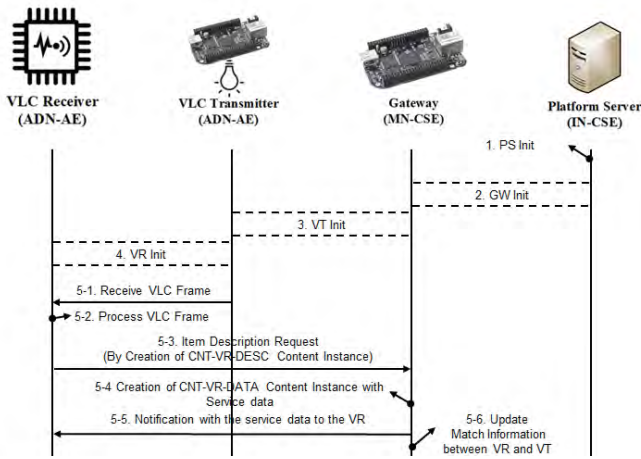 VLC Receiver
(ADN-AE)
VLC Transmitter
(ADN-AE)
Gateway
(MN-CSE)
Platform Server
(IN-CSE)
1. PS Init
2. GW Init
3. VT Init
4. VR Init
5-1. Receive VLC Frame
5-2. Process VLC Frame
5-3. Item Description Request
(By Creation of CNT-VR-DESC Content Instance)
5-4 Creation of CNT-VR-DATA Content Instance with
Service data
5-5. Notification with the service data to the VR
5-6. Update
Match Information
between VR and VT